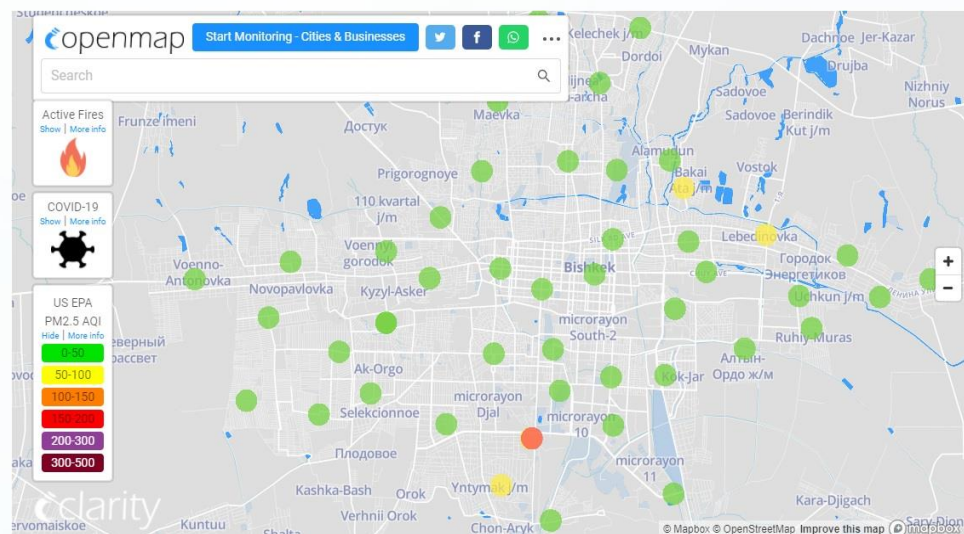 openmap
Start Monitoring - Cities & Businesses
Search
Active Fires
Show | More info
COVID-19
Show | More info
US EPA
PM2.5 AQI
Hide | More info
0-50
50-100
100-150
150-200
200-300
300-500
clarity
Kelechek j/m
Dordoi
Mykan
Dachnoe
Jer-Kazar
Drujba
Nizhniy
Norus
Sadovoe
Sadovoe
Berindik
Kut j/m
Frunze imeni
Достук
Maevka
Alamudun
Bakai
Ata j/m
Vostok
Prigorognoye
110 kvartal
j/m
Lebedinovka
Voenno-
Antonovka
Novopavlovka
Kyzyl-Asker
Bishkek
CHUY AVE
Городок
Энергетиков
Uchkun j/m
Ruhiy-Muras
microrayon
South-2
Ak-Orgo
Kok-Jar
Алтын-
Ордо ж/м
Selekcionnoe
microrayon
Djal
microrayon
10
microrayon
11
Плодовое
Kashka-Bash
Orok
Yntymak j/m
Verhnii Orok
Chon-Aryk
Kuntuu
Kara-Djigach
© Mapbox © OpenStreetMap Improve this map
mapbox